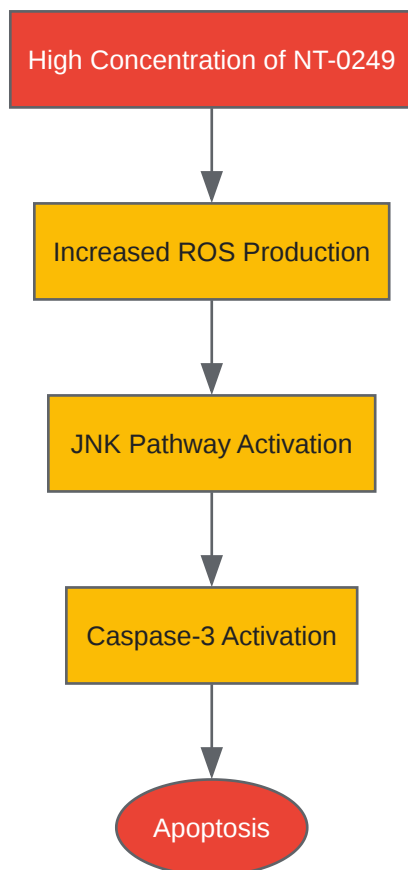 High Concentration of NT-0249
Increased ROS Production
JNK Pathway Activation
Caspase-3 Activation
Apoptosis